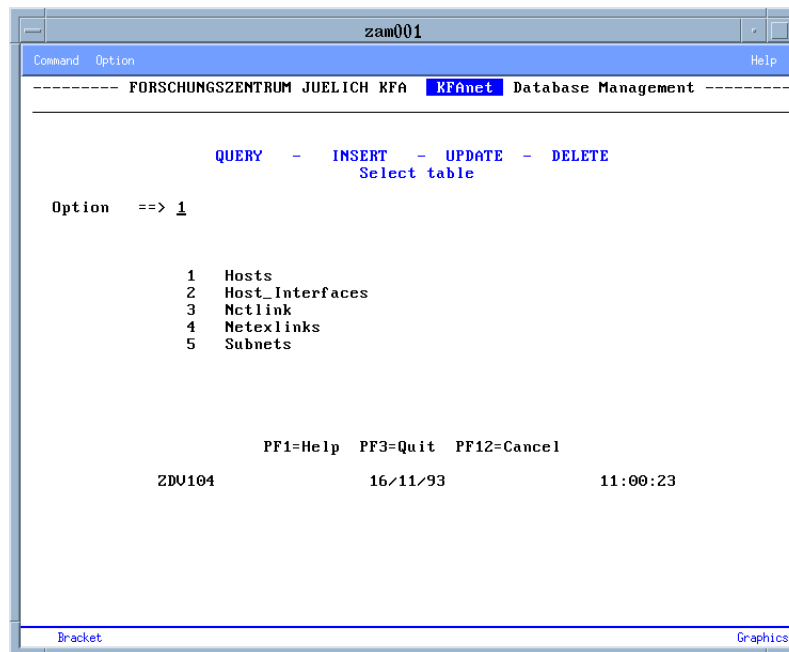 zam001
Command Option Help
--------- FORSCHUNGSZENTRUM JUELICH KFA KFAnet Database Management ---------
QUERY - INSERT - UPDATE - DELETE
Select table
Option ==> 1
1 Hosts
2 Host_Interfaces
3 Nctlink
4 Netexlinks
5 Subnets
PF1=Help PF3=Quit PF12=Cancel
ZDV104 16/11/93 11:00:23
Bracket Graphics